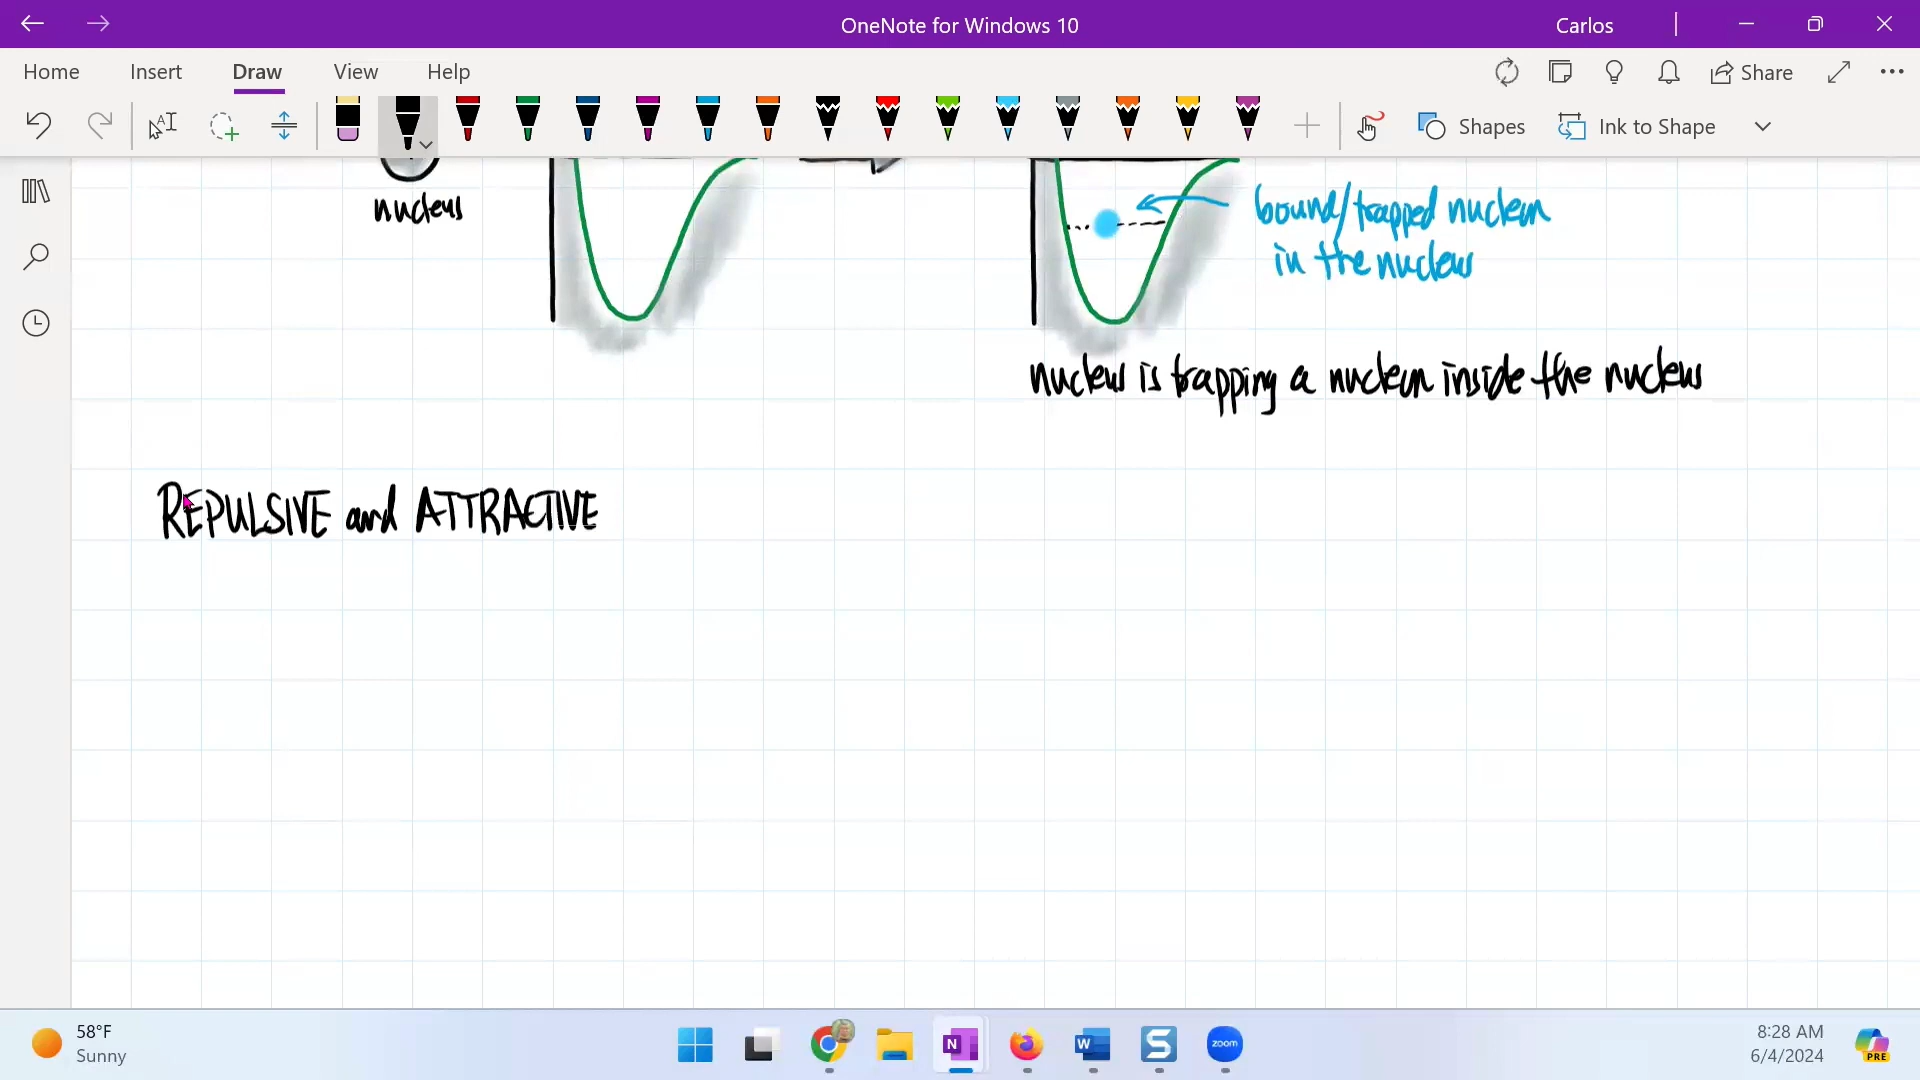 OneNote for Windows 10
Carlos
Home Insert Draw View Help
Share
Shapes
Ink to Shape
nucleus
bound/trapped nucleon
in the nucleus
nucleus is trapping a nucleon inside the nucleus
REPULSIVE and ATTRACTIVE
58°F
Sunny
zoom
8:28 AM
6/4/2024
PRE